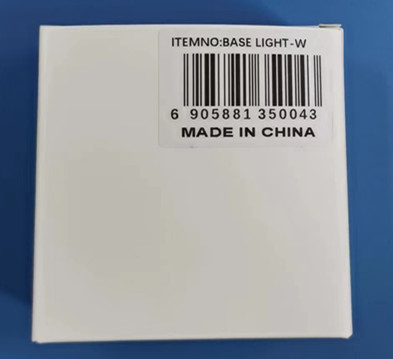 ITEMNO:BASE LIGHT-W
6 905881 350043
MADE IN CHINA